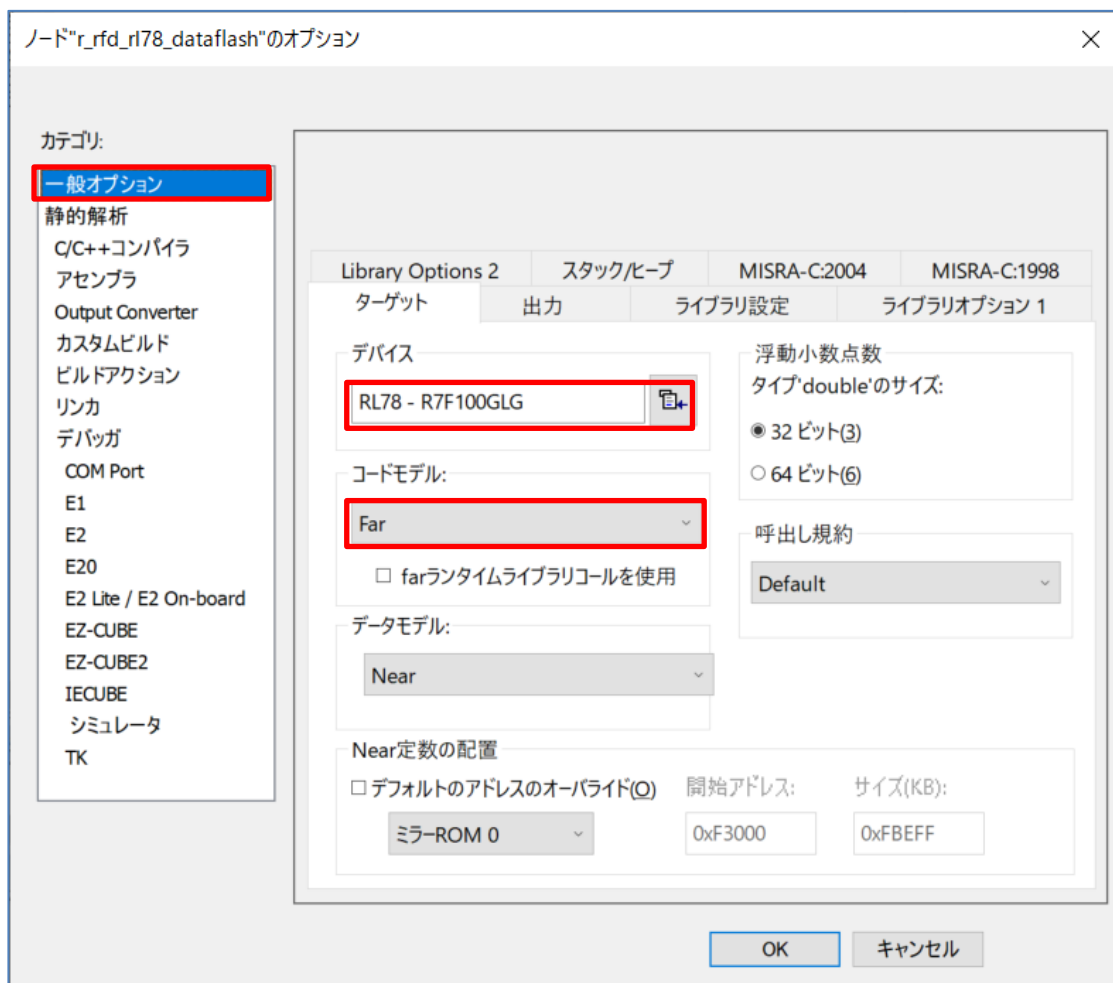 ノード"r_rfd_rl78_dataflash"のオプション
カテゴリ:
一般オプション
静的解析
C/C++コンパイラ
アセンブラ
Output Converter
カスタムビルド
ビルドアクション
リンカ
デバッガ
COM Port
E1
E2
E20
E2 Lite / E2 On-board
EZ-CUBE
EZ-CUBE2
IECUBE
シミュレータ
TK
Library Options 2 スタック/ヒープ MISRA-C:2004 MISRA-C:1998
ターゲット 出力 ライブラリ設定 ライブラリオプション 1
デバイス
RL78 - R7F100GLG
コードモデル:
Far
farランタイムライブラリコールを使用
データモデル:
Near
浮動小数点数
タイプ'double'のサイズ:
32 ビット(3)
64 ビット(6)
呼出し規約
Default
Near定数の配置
デフォルトのアドレスのオーバライド(O) 開始アドレス: サイズ(KB):
ミラーROM 0 0xF3000 0xFBEFF
OK キャンセル